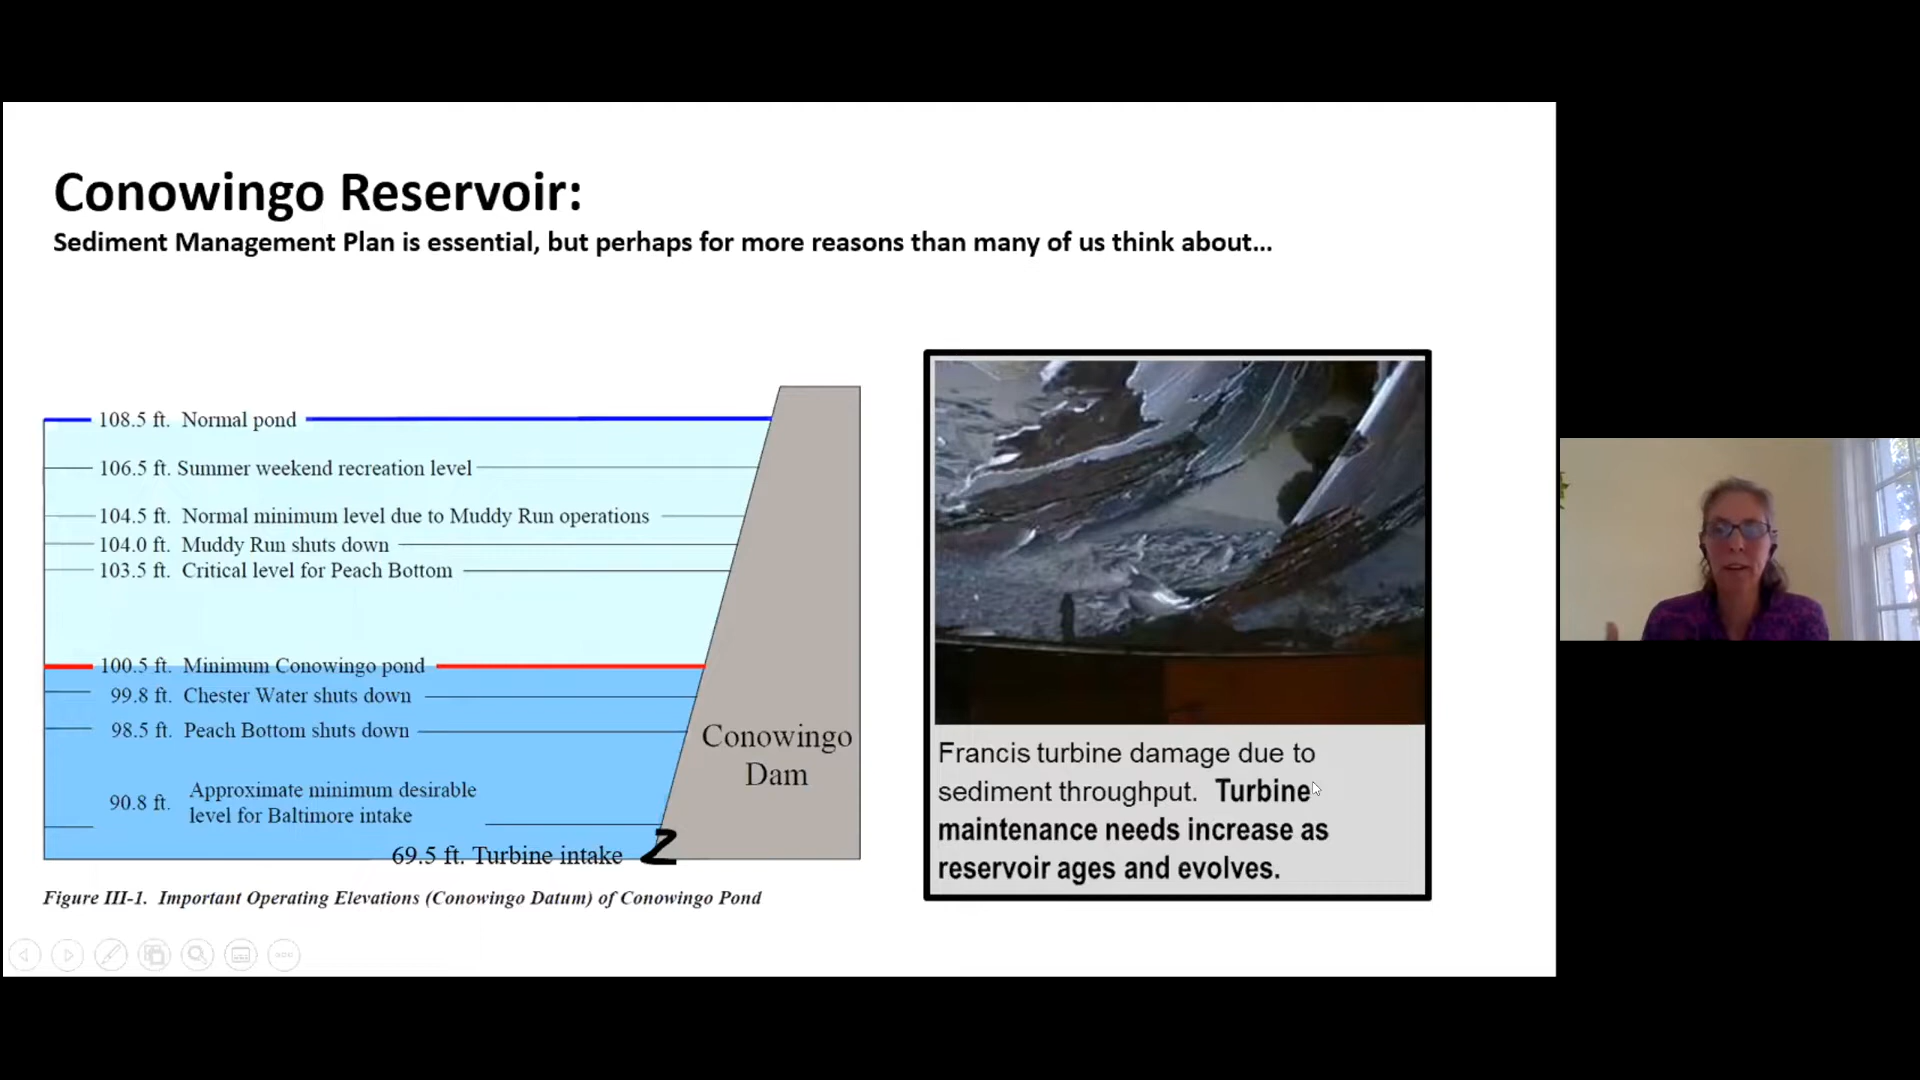 Conowingo Reservoir:
Sediment Management Plan is essential, but perhaps for more reasons than many of us think about...
108.5 ft. Normal pond
106.5 ft. Summer weekend recreation level
104.5 ft. Normal minimum level due to Muddy Run operations
104.0 ft. Muddy Run shuts down
103.5 ft. Critical level for Peach Bottom
100.5 ft. Minimum Conowingo pond
99.8 ft. Chester Water shuts down
98.5 ft. Peach Bottom shuts down
90.8 ft. Approximate minimum desirable
level for Baltimore intake
69.5 ft. Turbine intake
Conowingo
Dam
Figure III-1. Important Operating Elevations (Conowingo Datum) of Conowingo Pond
Francis turbine damage due to
sediment throughput. Turbine
maintenance needs increase as
reservoir ages and evolves.